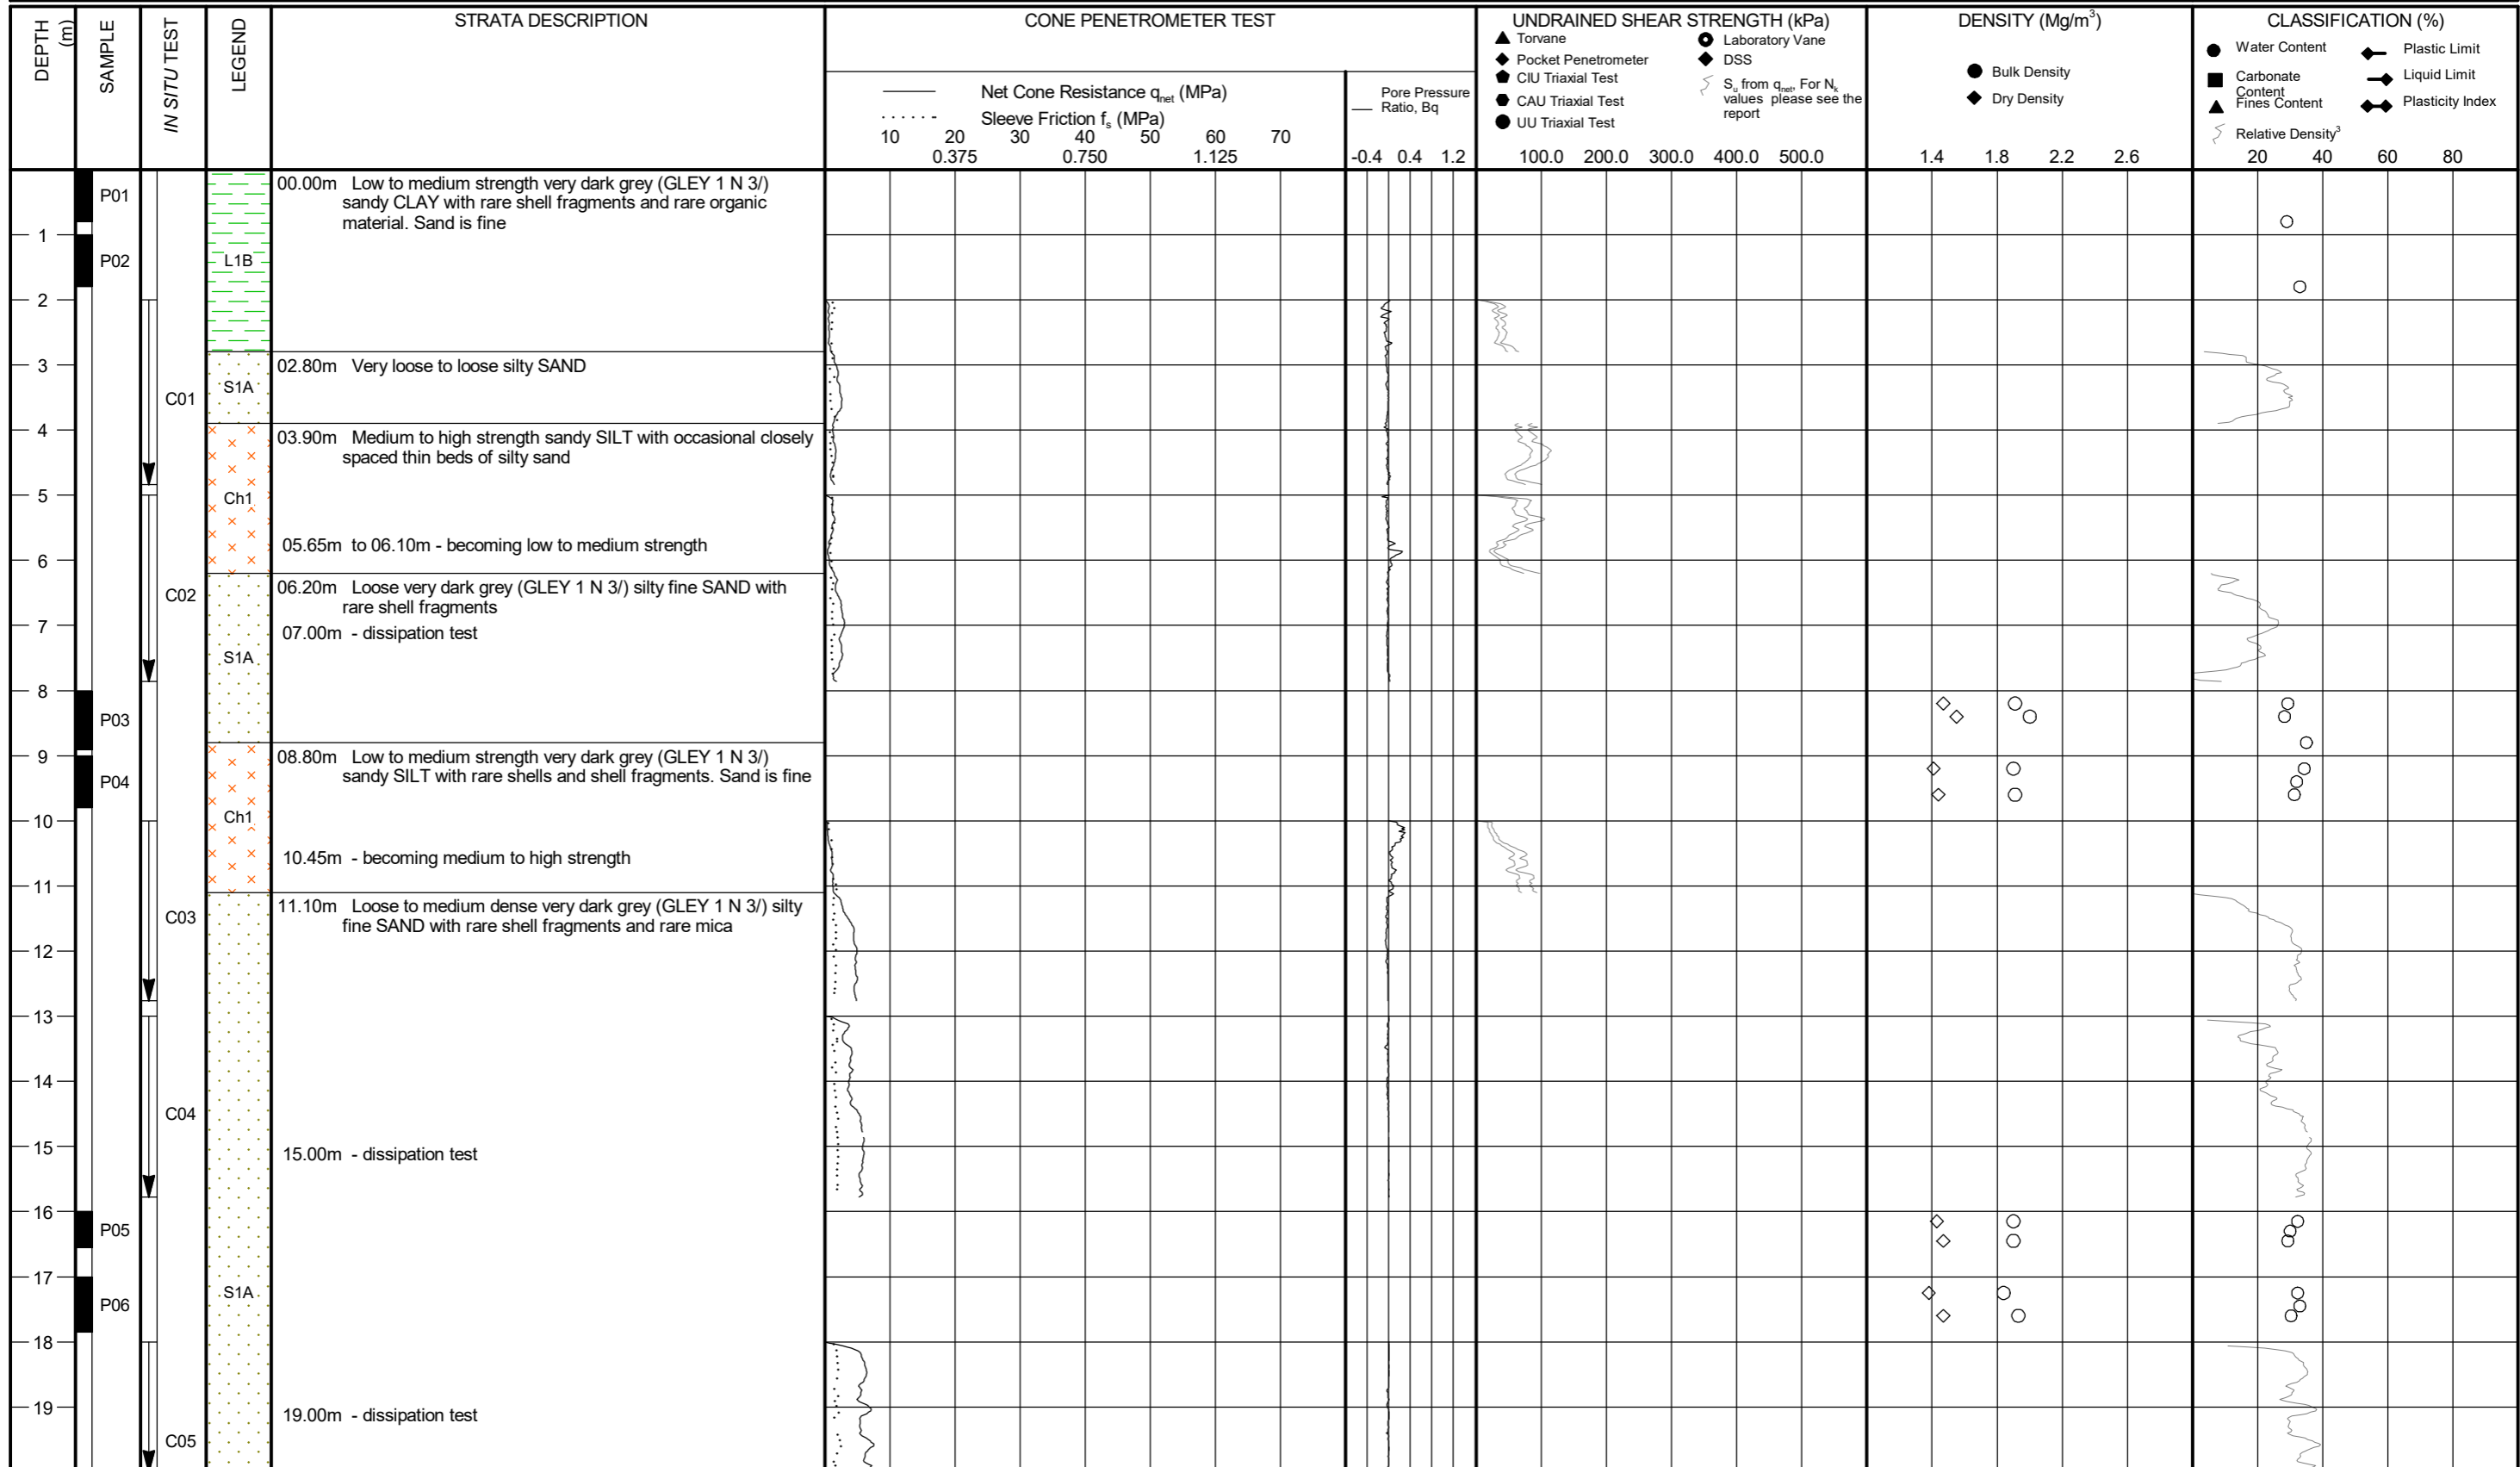 DEPTH (m)
SAMPLE
IN SITU TEST
LEGEND
STRATA DESCRIPTION
CONE PENETROMETER TEST
Net Cone Resistance qnet (MPa)
Sleeve Friction fs (MPa)
10 20 30 40 50 60 70
0.375 0.750 1.125
Pore Pressure
Ratio, Bq
-0.4 0.4 1.2
UNDRAINED SHEAR STRENGTH (kPa)
Torvane
Pocket Penetrometer
CIU Triaxial Test
CAU Triaxial Test
UU Triaxial Test
Laboratory Vane
DSS
Su from qnet, For Nk
values please see the
report
100.0 200.0 300.0 400.0 500.0
DENSITY (Mg/m³)
Bulk Density
Dry Density
1.4 1.8 2.2 2.6
CLASSIFICATION (%)
Water Content
Carbonate
Content
Fines Content
Relative Density³
Plastic Limit
Liquid Limit
Plasticity Index
20 40 60 80
P01
00.00m Low to medium strength very dark grey (GLEY 1 N 3/)
sandy CLAY with rare shell fragments and rare organic
material. Sand is fine
1
P02
L1B
2
02.80m Very loose to loose silty SAND
3
S1A
C01
4
03.90m Medium to high strength sandy SILT with occasional closely
spaced thin beds of silty sand
5
Ch1
05.65m to 06.10m - becoming low to medium strength
6
06.20m Loose very dark grey (GLEY 1 N 3/) silty fine SAND with
rare shell fragments
C02
7
07.00m - dissipation test
S1A
8
P03
9
08.80m Low to medium strength very dark grey (GLEY 1 N 3/)
sandy SILT with rare shells and shell fragments. Sand is fine
P04
10
Ch1
10.45m - becoming medium to high strength
11
11.10m Loose to medium dense very dark grey (GLEY 1 N 3/) silty
fine SAND with rare shell fragments and rare mica
C03
12
13
14
C04
15
15.00m - dissipation test
16
P05
17
S1A
P06
18
19
19.00m - dissipation test
C05